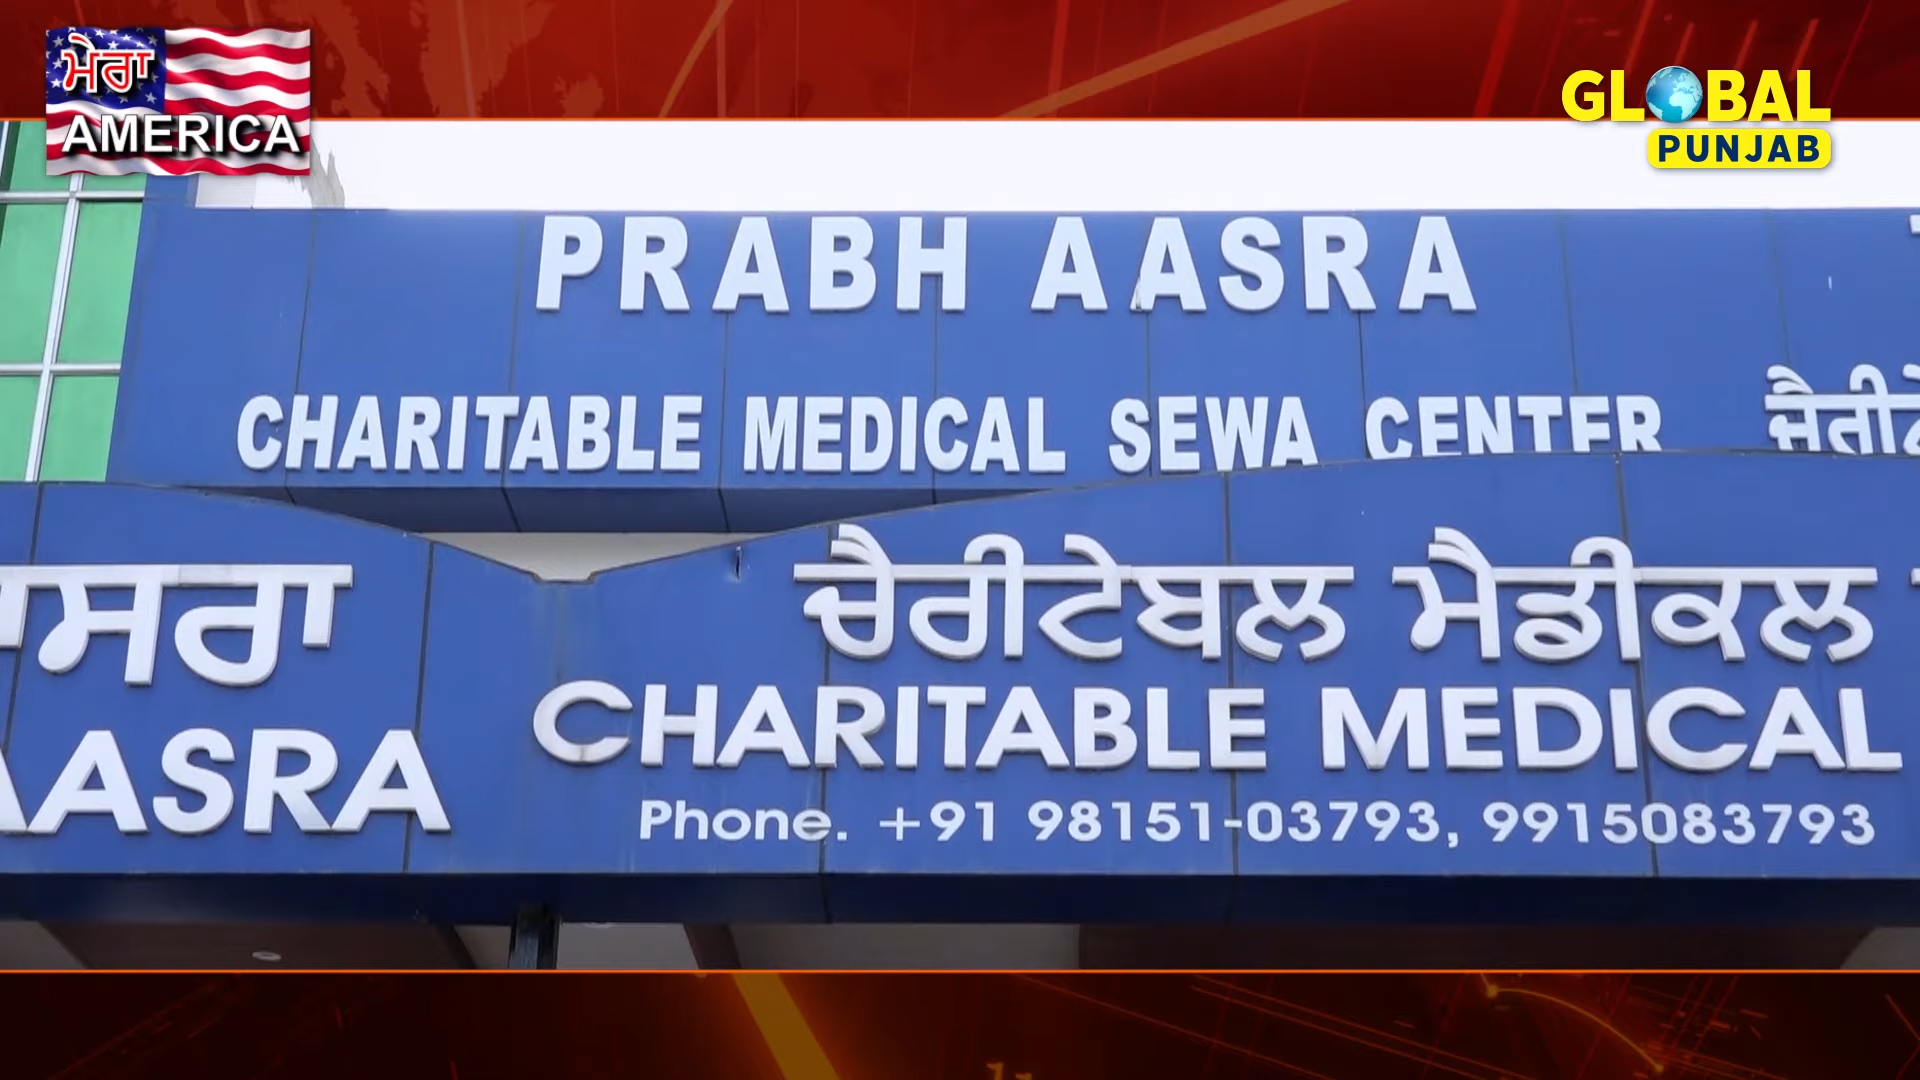 ਮੇਰਾ
AMERICA
GLOBAL
PUNJAB
PRABH AASRA
CHARITABLE MEDICAL SEWA CENTER
ਚੈਰੀਟੇਬਲ ਮੈਡੀਕਲ
AASRA
CHARITABLE MEDICAL
Phone. +91 98151-03793, 9915083793